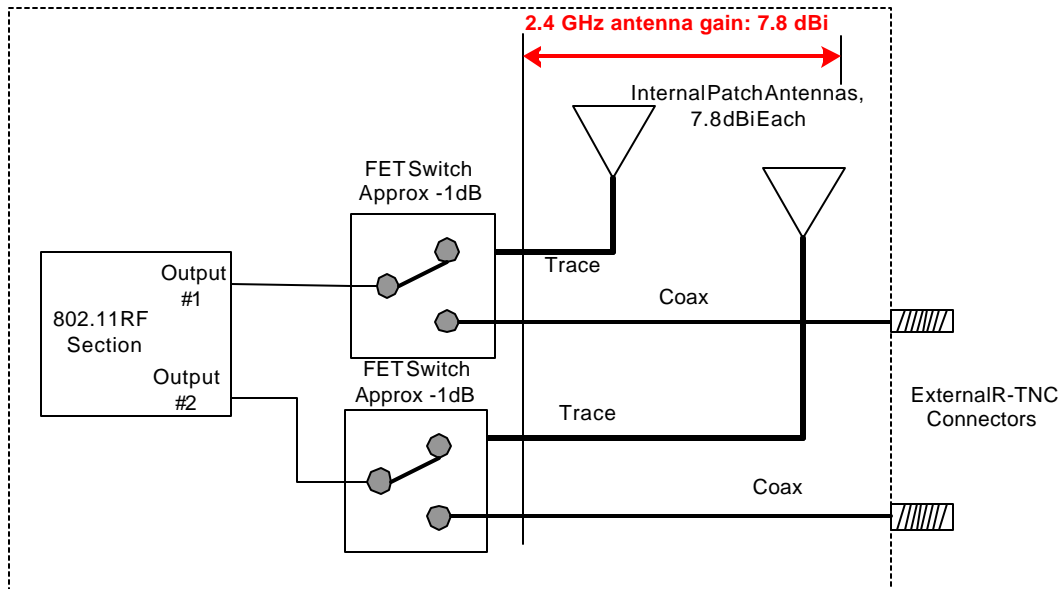 2.4 GHz antenna gain: 7.8 dBi
InternalPatchAntennas,
7.8dBiEach
FETSwitch
Approx -1dB
Trace
Output
#1
Coax
802.11RF
Section
FETSwitch
Approx -1dB
Output
#2
Trace
ExternalR-TNC
Connectors
Coax